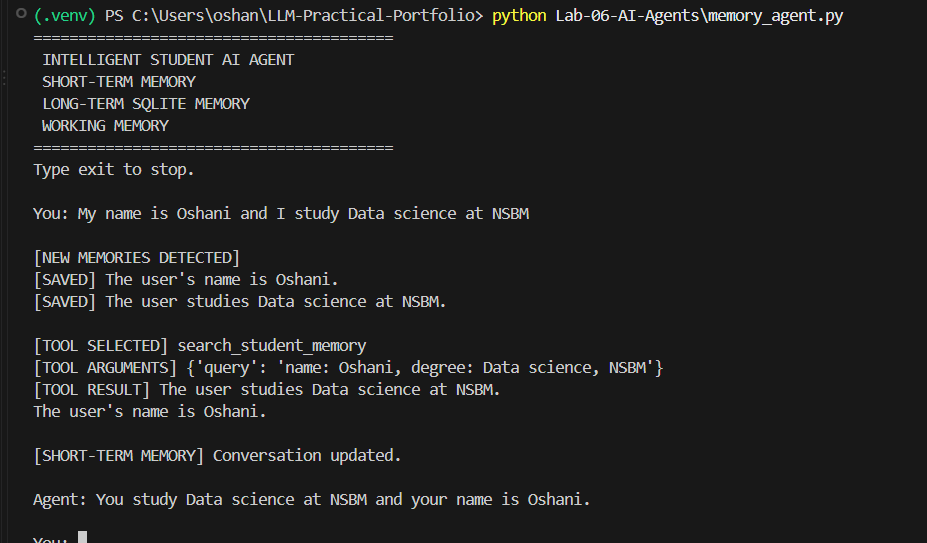 (.venv) PS C:\Users\oshan\LLM-Practical-Portfolio> python Lab-06-AI-Agents\memory_agent.py
========================================
INTELLIGENT STUDENT AI AGENT
SHORT-TERM MEMORY
LONG-TERM SQLITE MEMORY
WORKING MEMORY
========================================
Type exit to stop.
You: My name is Oshani and I study Data science at NSBM
[NEW MEMORIES DETECTED]
[SAVED] The user's name is Oshani.
[SAVED] The user studies Data science at NSBM.
[TOOL SELECTED] search_student_memory
[TOOL ARGUMENTS] {'query': 'name: Oshani, degree: Data science, NSBM'}
[TOOL RESULT] The user studies Data science at NSBM.
The user's name is Oshani.
[SHORT-TERM MEMORY] Conversation updated.
Agent: You study Data science at NSBM and your name is Oshani.
You: